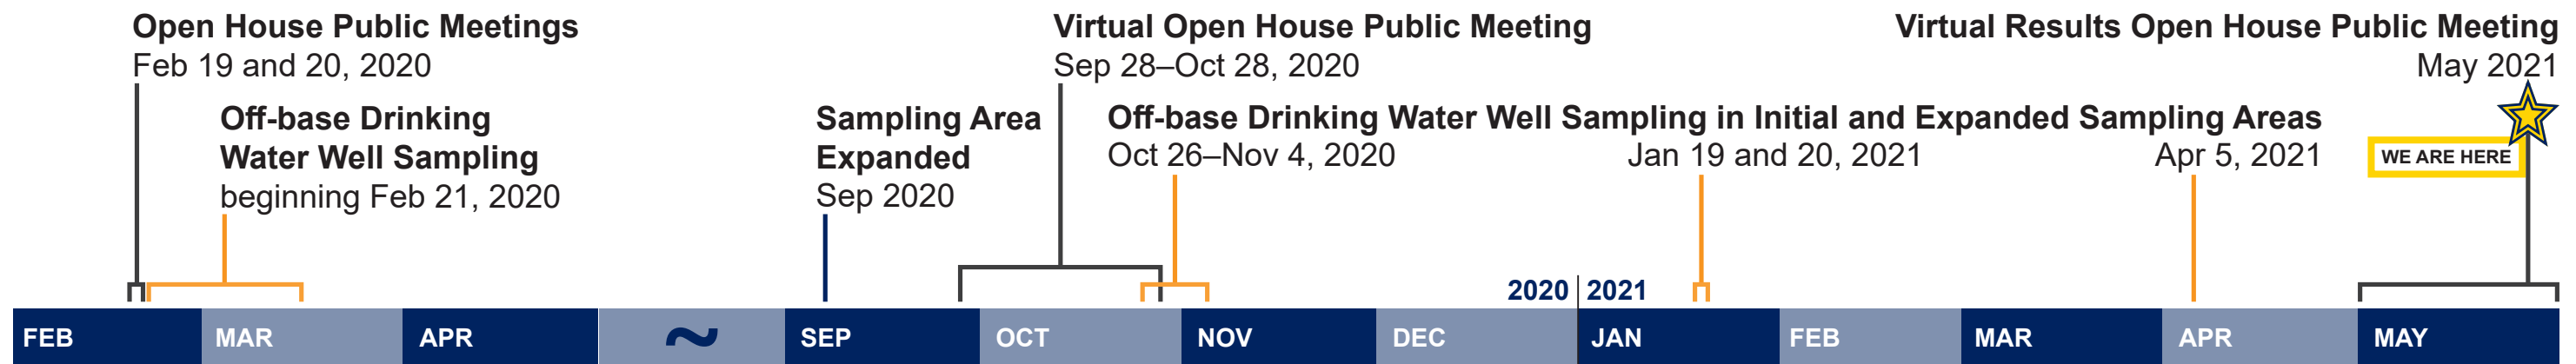 Open House Public Meetings
Feb 19 and 20, 2020
Off-base Drinking
Water Well Sampling
beginning Feb 21, 2020
Sampling Area
Expanded
Sep 2020
Virtual Open House Public Meeting
Sep 28–Oct 28, 2020
Off-base Drinking Water Well Sampling in Initial and Expanded Sampling Areas
Oct 26–Nov 4, 2020
Jan 19 and 20, 2021
Apr 5, 2021
Virtual Results Open House Public Meeting
May 2021
WE ARE HERE
2020 2021
FEB MAR APR ~ SEP OCT NOV DEC JAN FEB MAR APR MAY